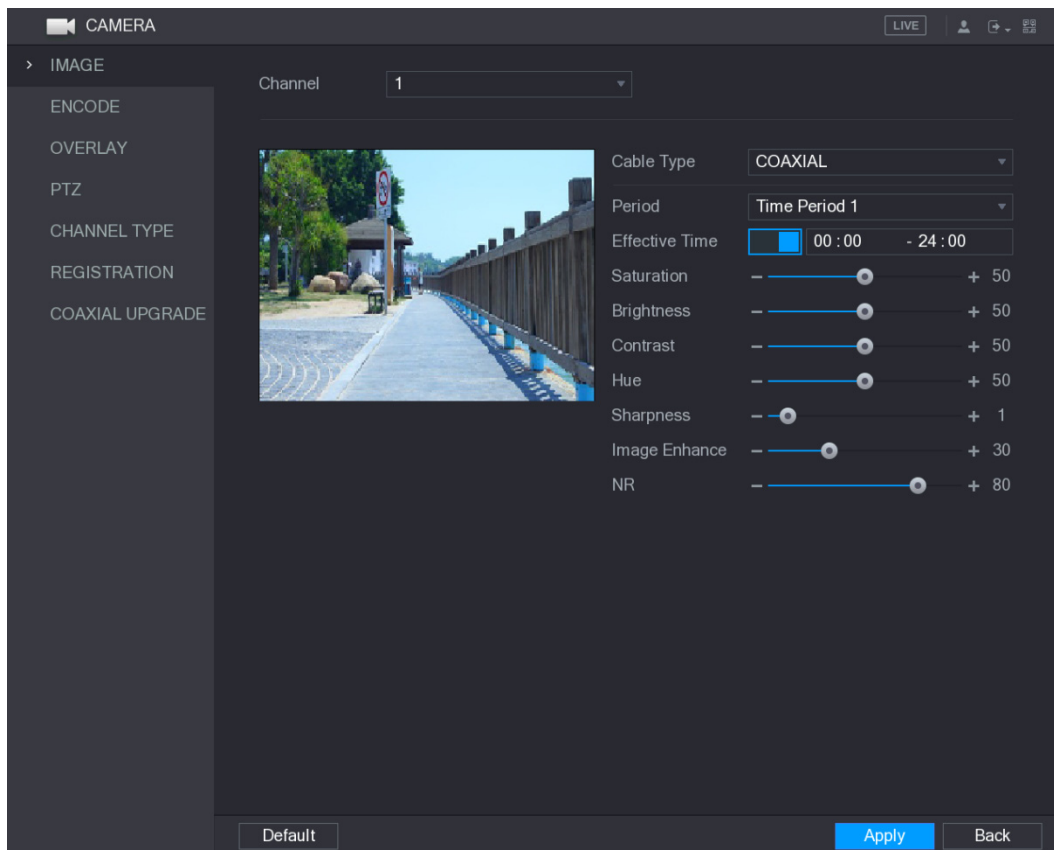 CAMERA
LIVE
IMAGE
ENCODE
OVERLAY
PTZ
CHANNEL TYPE
REGISTRATION
COAXIAL UPGRADE
Channel 1
Cable Type COAXIAL
Period Time Period 1
Effective Time 00 : 00 - 24 : 00
Saturation 50
Brightness 50
Contrast 50
Hue 50
Sharpness 1
Image Enhance 30
NR 80
Default Apply Back